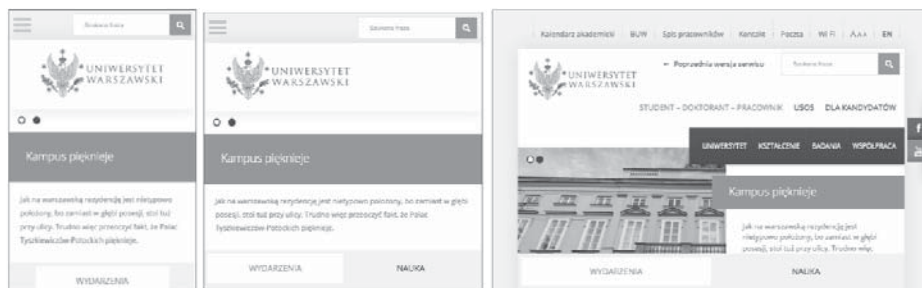 Szukana fraza
UNIWERSYTET
WARSZAWSKI
Kampus pięknieje
Jak na warszawską rezydencję jest nietypowo
położony, bo zamiast w głębi posesji, stoi tuż
przy ulicy. Trudno więc przeoczyć fakt, że Pałac
Tyszkiewiczów-Potockich pięknieje.
WYDARZENIA
Szukana fraza
UNIWERSYTET
WARSZAWSKI
Kampus pięknieje
Jak na warszawską rezydencję jest nietypowo położony, bo zamiast w głębi
posesji, stoi tuż przy ulicy. Trudno więc przeoczyć fakt, że Pałac
Tyszkiewiczów-Potockich pięknieje.
WYDARZENIA NAUKA
Kalendarz akademicki BUW Spis pracowników Kontakt Poczta Wi Fi A A A EN
← Poprzednia wersja serwisu Szukana fraza
UNIWERSYTET
WARSZAWSKI
STUDENT – DOKTORANT – PRACOWNIK USOS DLA KANDYDATÓW
UNIWERSYTET KSZTAŁCENIE BADANIA WSPÓŁPRACA
Kampus pięknieje
Jak na warszawską rezydencję jest
nietypowo położony, bo zamiast w głębi
posesji, stoi tuż przy ulicy. Trudno więc
WYDARZENIA NAUKA